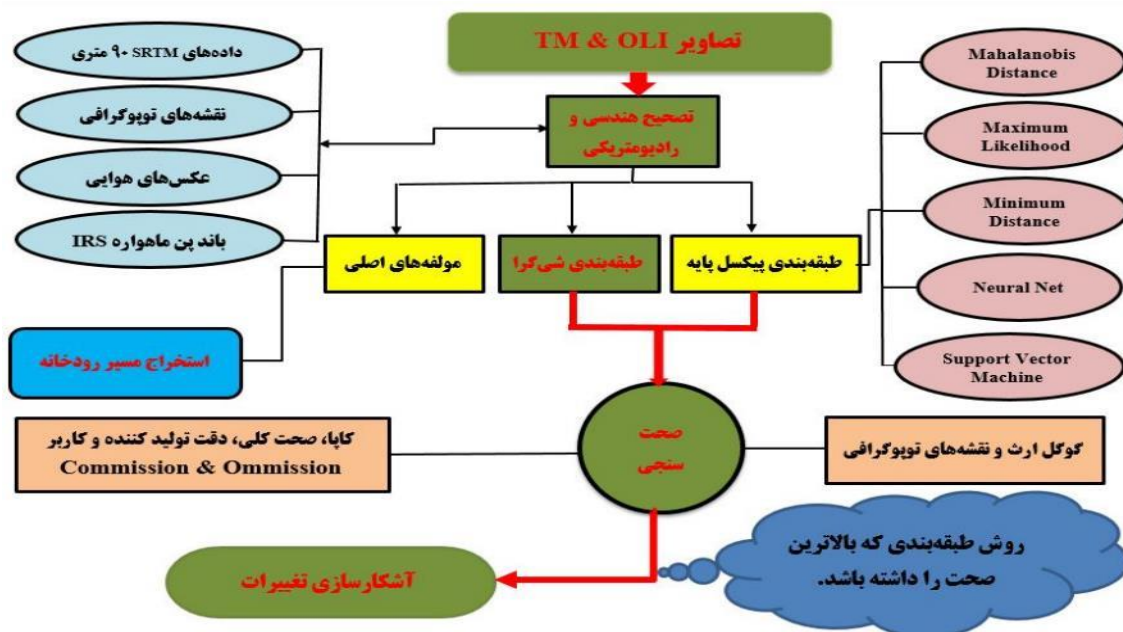 تصاویر TM & OLI
داده‌های SRTM ۹۰ متری
نقشه‌های توپوگرافی
عکس‌های هوایی
باند پن ماهواره IRS
تصحیح هندسی و
رادیومتریکی
Mahalanobis
Distance
Maximum
Likelihood
Minimum
Distance
Neural Net
Support Vector
Machine
طبقه‌بندی پیکسل پایه
طبقه‌بندی شی‌گرا
مولفه‌های اصلی
استخراج مسیر رودخانه
صحت
سنجی
گوگل ارث و نقشه‌های توپوگرافی
کاپا، صحت کلی، دقت تولید کننده و کاربر
Commission & Ommission
روش طبقه‌بندی که بالاترین
صحت را داشته باشد.
آشکارسازی تغییرات